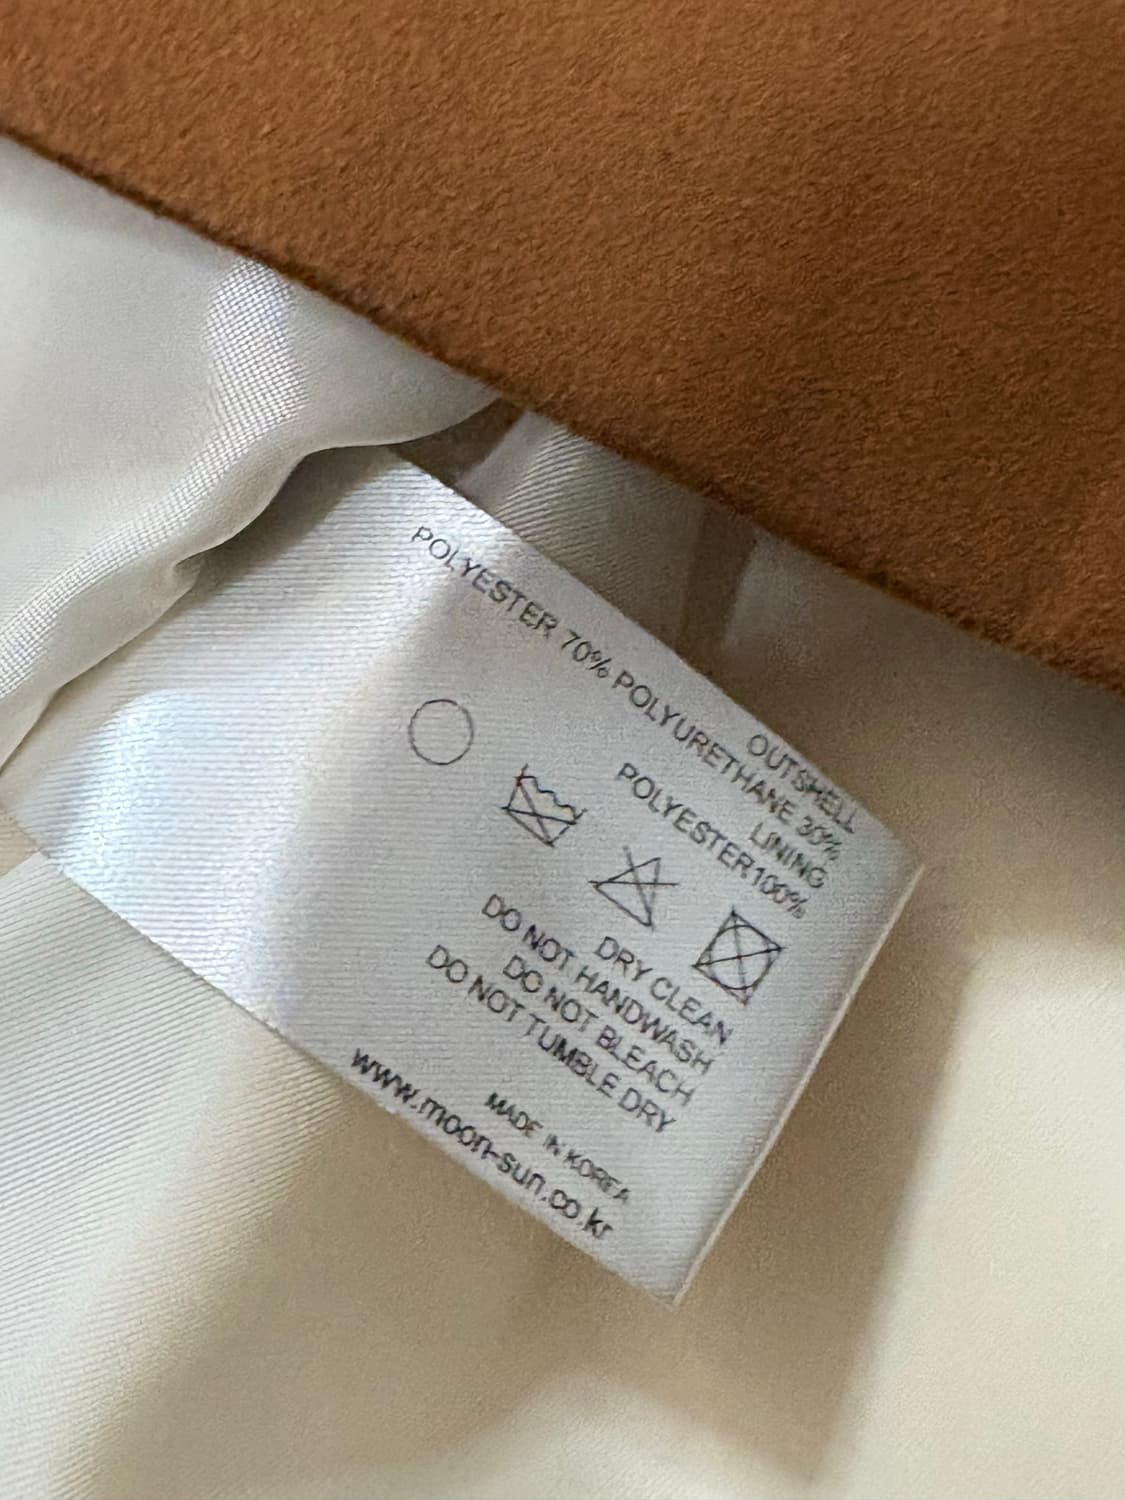 OUTSHELL
POLYESTER 70% POLYURETHANE 30%
LINING
POLYESTER100%
DRY CLEAN
DO NOT HANDWASH
DO NOT BLEACH
DO NOT TUMBLE DRY
MADE IN KOREA
www.moon-sun.co.kr